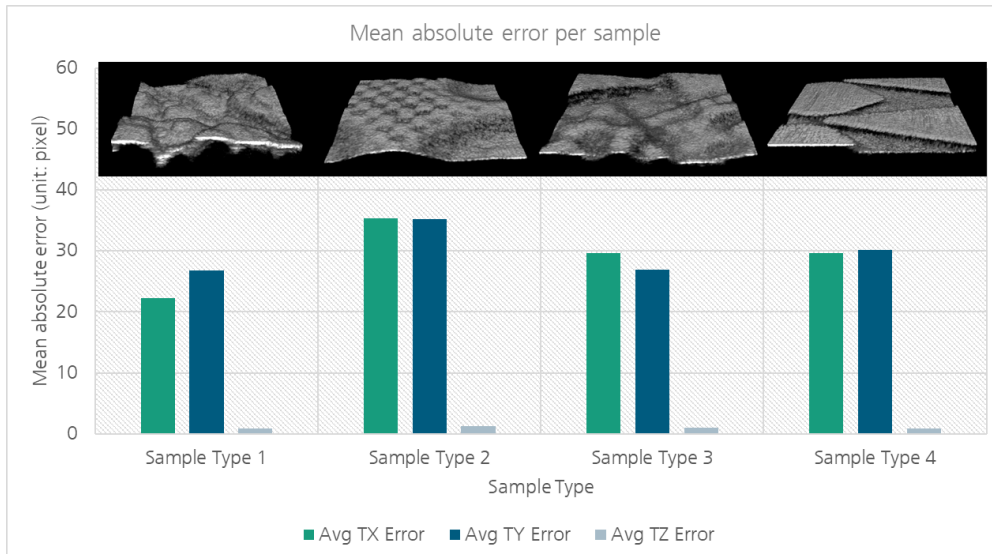 Mean absolute error per sample
60
50
40
30
20
10
0
Mean absolute error (unit: pixel)
Sample Type 1 Sample Type 2 Sample Type 3 Sample Type 4
Sample Type
Avg TX Error Avg TY Error Avg TZ Error